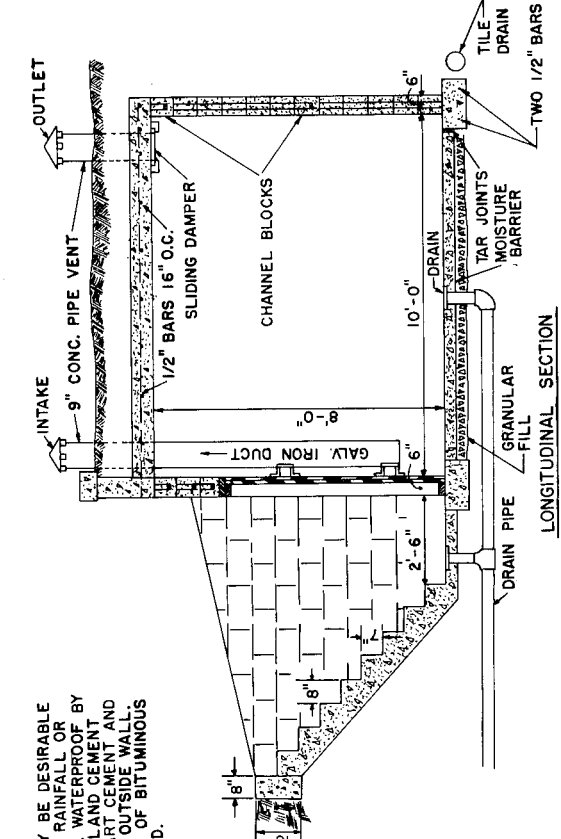 OUTLET
INTAKE
9" CONC. PIPE VENT
1/2" BARS 16" O.C.
SLIDING DAMPER
CHANNEL BLOCKS
8'-0"
GALV. IRON DUCT
6"
10'-0"
6"
2'-6"
7"
8"
8"
DRAIN
TILE
DRAIN
TAR JOINTS
MOISTURE
BARRIER
TWO 1/2" BARS
GRANULAR
FILL
DRAIN PIPE
LONGITUDINAL SECTION
BE DESIRABLE
RAINFALL OR
WATERPROOF BY
LAND CEMENT
ART CEMENT AND
OUTSIDE WALL.
OF BITUMINOUS
D.